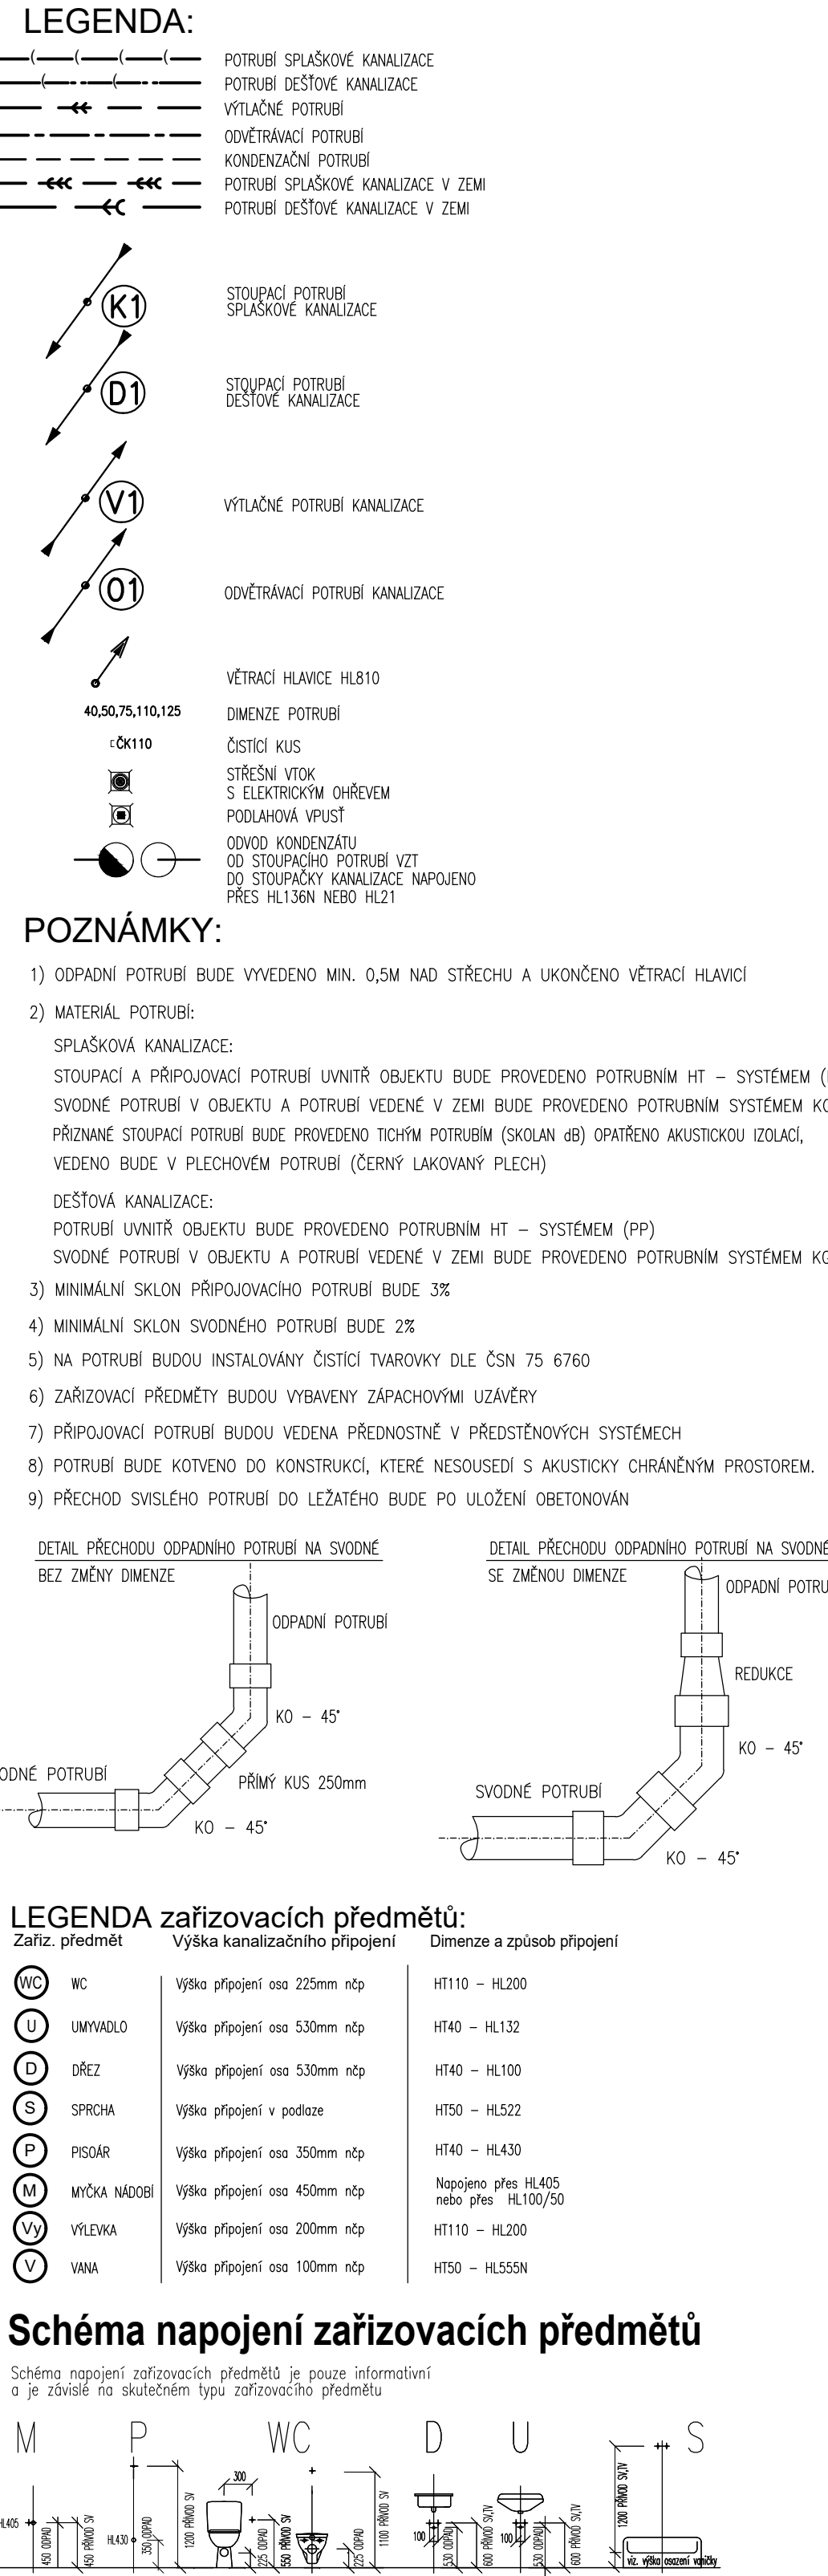 LEGENDA:
POTRUBÍ SPLAŠKOVÉ KANALIZACE
POTRUBÍ DEŠŤOVÉ KANALIZACE
VÝTLAČNÉ POTRUBÍ
ODVĚTRÁVACÍ POTRUBÍ
KONDENZAČNÍ POTRUBÍ
POTRUBÍ SPLAŠKOVÉ KANALIZACE V ZEMI
POTRUBÍ DEŠŤOVÉ KANALIZACE V ZEMI
K1 STOUPACÍ POTRUBÍ
SPLAŠKOVÉ KANALIZACE
D1 STOUPACÍ POTRUBÍ
DEŠŤOVÉ KANALIZACE
V1 VÝTLAČNÉ POTRUBÍ KANALIZACE
O1 ODVĚTRÁVACÍ POTRUBÍ KANALIZACE
VĚTRACÍ HLAVICE HL810
40,50,75,110,125 DIMENZE POTRUBÍ
ČK110 ČISTÍCÍ KUS
STŘEŠNÍ VTOK
S ELEKTRICKÝM OHŘEVEM
PODLAHOVÁ VPUSŤ
ODVOD KONDENZÁTU
OD STOUPACÍHO POTRUBÍ VZT
DO STOUPAČKY KANALIZACE NAPOJENO
PŘES HL136N NEBO HL21
POZNÁMKY:
1) ODPADNÍ POTRUBÍ BUDE VYVEDENO MIN. 0,5M NAD STŘECHU A UKONČENO VĚTRACÍ HLAVICÍ
2) MATERIÁL POTRUBÍ:
SPLAŠKOVÁ KANALIZACE:
STOUPACÍ A PŘIPOJOVACÍ POTRUBÍ UVNITŘ OBJEKTU BUDE PROVEDENO POTRUBNÍM HT – SYSTÉMEM (
SVODNÉ POTRUBÍ V OBJEKTU A POTRUBÍ VEDENÉ V ZEMI BUDE PROVEDENO POTRUBNÍM SYSTÉMEM
PŘIZNANÉ STOUPACÍ POTRUBÍ BUDE PROVEDENO TICHÝM POTRUBÍM (SKOLAN dB) OPATŘENO AKUSTICKOU IZOLACÍ,
VEDENO BUDE V PLECHOVÉM POTRUBÍ (ČERNÝ LAKOVANÝ PLECH)
DEŠŤOVÁ KANALIZACE:
POTRUBÍ UVNITŘ OBJEKTU BUDE PROVEDENO POTRUBNÍM HT – SYSTÉMEM (PP)
SVODNÉ POTRUBÍ V OBJEKTU A POTRUBÍ VEDENÉ V ZEMI BUDE PROVEDENO POTRUBNÍM SYSTÉMEM KG
3) MINIMÁLNÍ SKLON PŘIPOJOVACÍHO POTRUBÍ BUDE 3%
4) MINIMÁLNÍ SKLON SVODNÉHO POTRUBÍ BUDE 2%
5) NA POTRUBÍ BUDOU INSTALOVÁNY ČISTÍCÍ TVAROVKY DLE ČSN 75 6760
6) ZAŘIZOVACÍ PŘEDMĚTY BUDOU VYBAVENY ZÁPACHOVÝMI UZÁVĚRY
7) PŘIPOJOVACÍ POTRUBÍ BUDOU VEDENA PŘEDNOSTNĚ V PŘEDSTĚNOVÝCH SYSTÉMECH
8) POTRUBÍ BUDE KOTVENO DO KONSTRUKCÍ, KTERÉ NESOUSEDÍ S AKUSTICKY CHRÁNĚNÝM PROSTOREM.
9) PŘECHOD SVISLÉHO POTRUBÍ DO LEŽATÉHO BUDE PO ULOŽENÍ OBETONOVÁN
DETAIL PŘECHODU ODPADNÍHO POTRUBÍ NA SVODNÉ
BEZ ZMĚNY DIMENZE
ODPADNÍ POTRUBÍ
KO – 45°
ODNÉ POTRUBÍ
PŘÍMÝ KUS 250mm
KO – 45°
DETAIL PŘECHODU ODPADNÍHO POTRUBÍ NA SVODNÉ
SE ZMĚNOU DIMENZE
ODPADNÍ POTRU
REDUKCE
KO – 45°
SVODNÉ POTRUBÍ
KO – 45°
LEGENDA zařizovacích předmětů:
Zařiz. předmět Výška kanalizačního připojení Dimenze a způsob připojení
WC WC Výška připojení osa 225mm nčp HT110 – HL200
U UMYVADLO Výška připojení osa 530mm nčp HT40 – HL132
D DŘEZ Výška připojení osa 530mm nčp HT40 – HL100
S SPRCHA Výška připojení v podlaze HT50 – HL522
P PISOÁR Výška připojení osa 350mm nčp HT40 – HL430
M MYČKA NÁDOBÍ Výška připojení osa 450mm nčp Napojeno přes HL405
nebo přes HL100/50
Vy VÝLEVKA Výška připojení osa 200mm nčp HT110 – HL200
V VANA Výška připojení osa 100mm nčp HT50 – HL555N
Schéma napojení zařizovacích předmětů
Schéma napojení zařizovacích předmětů je pouze informativní
a je závislé na skutečném typu zařizovacího předmětu
M P WC D U S
HL405
450 ODPAD
450 PŘÍVOD SV
HL430
350 ODPAD
1200 PŘÍVOD SV
300
225 ODPAD
550 PŘÍVOD SV
225 ODPAD
1100 PŘÍVOD SV
100
530 ODPAD
600 PŘÍVOD SV,TV
100
530 ODPAD
600 PŘÍVOD SV,TV
1200 PŘÍVOD SV,TV
viz. výška osazení vaničky